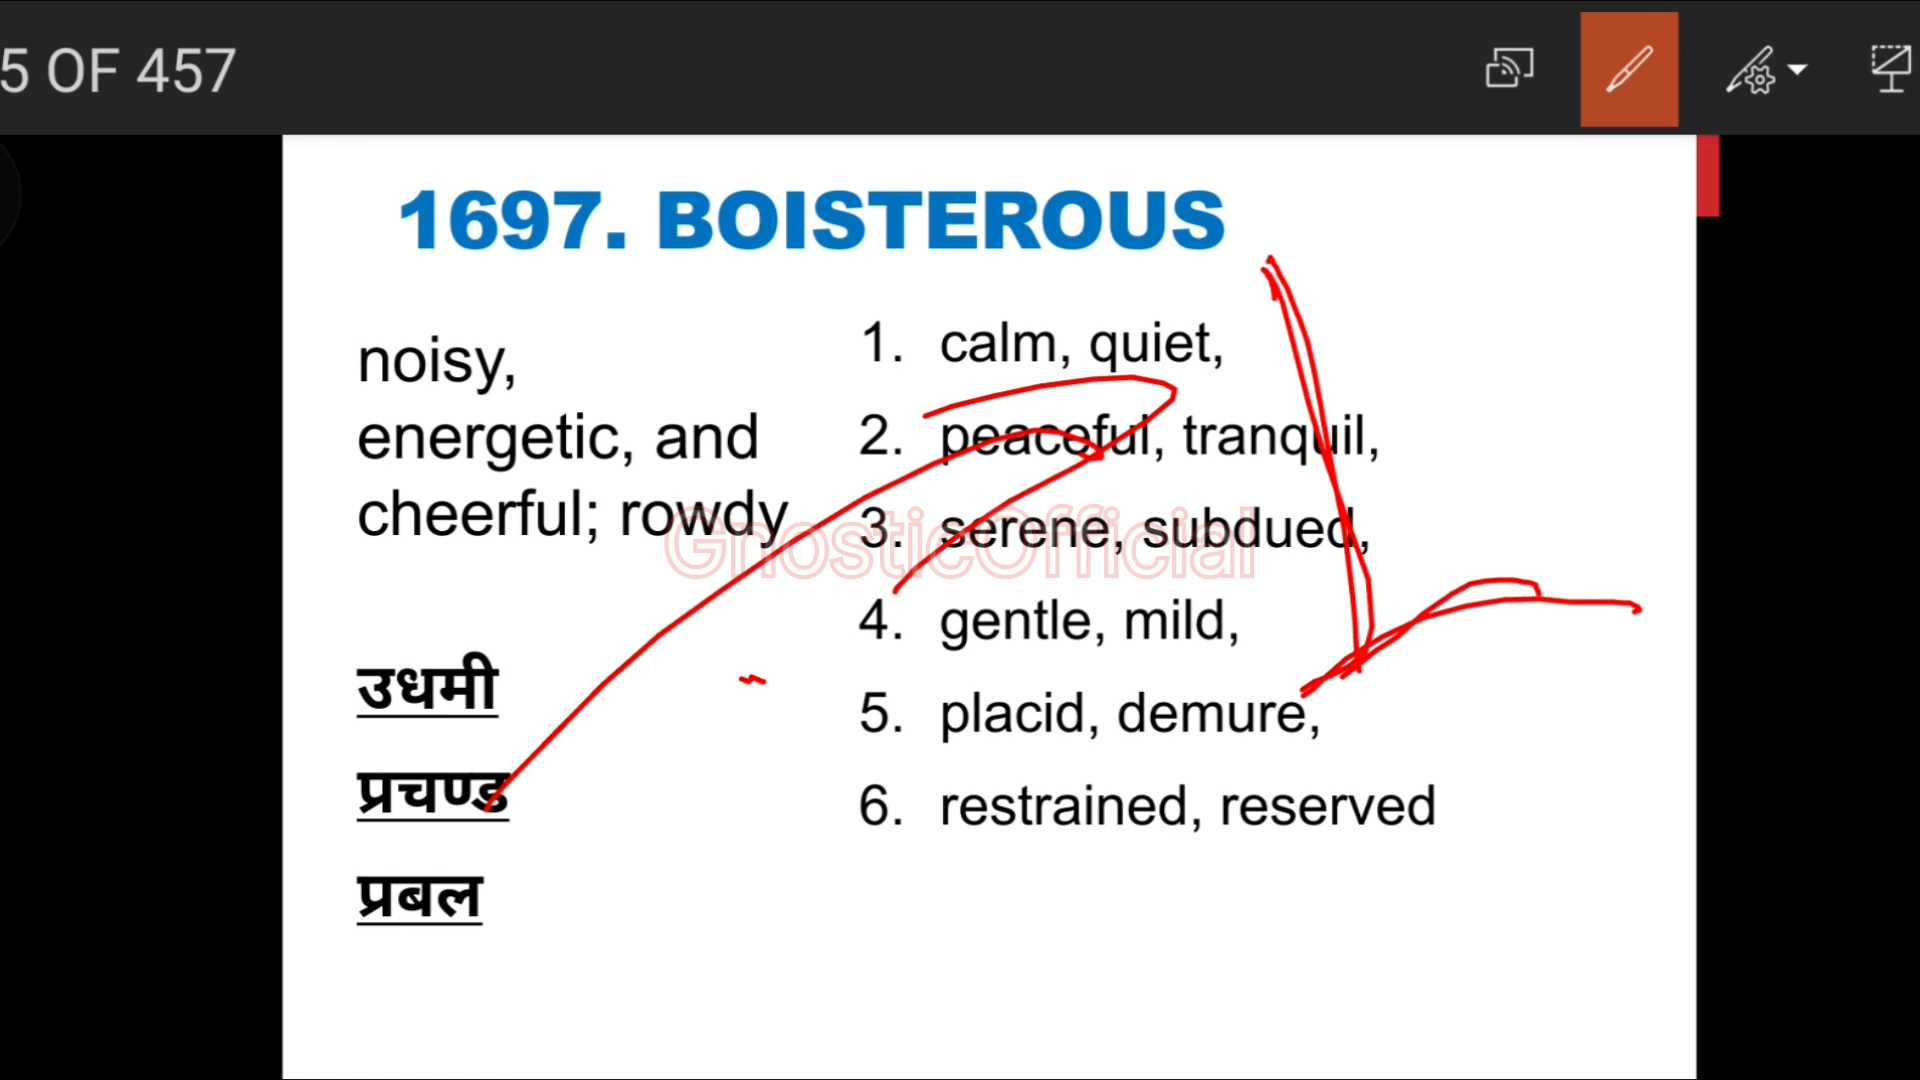 5 OF 457
1697. BOISTEROUS
noisy,
energetic, and
cheerful; rowdy
उधमी
प्रचण्ड
प्रबल
1. calm, quiet,
2. peaceful, tranquil,
3. serene, subdued,
4. gentle, mild,
5. placid, demure,
6. restrained, reserved
GnosticOfficial